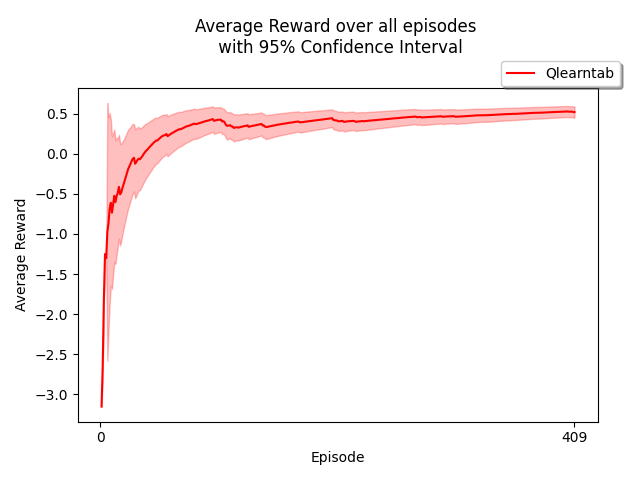 Average Reward over all episodes
with 95% Confidence Interval
Qlearntab
0.5
0.0
−0.5
−1.0
−1.5
−2.0
−2.5
−3.0
Average Reward
0
409
Episode